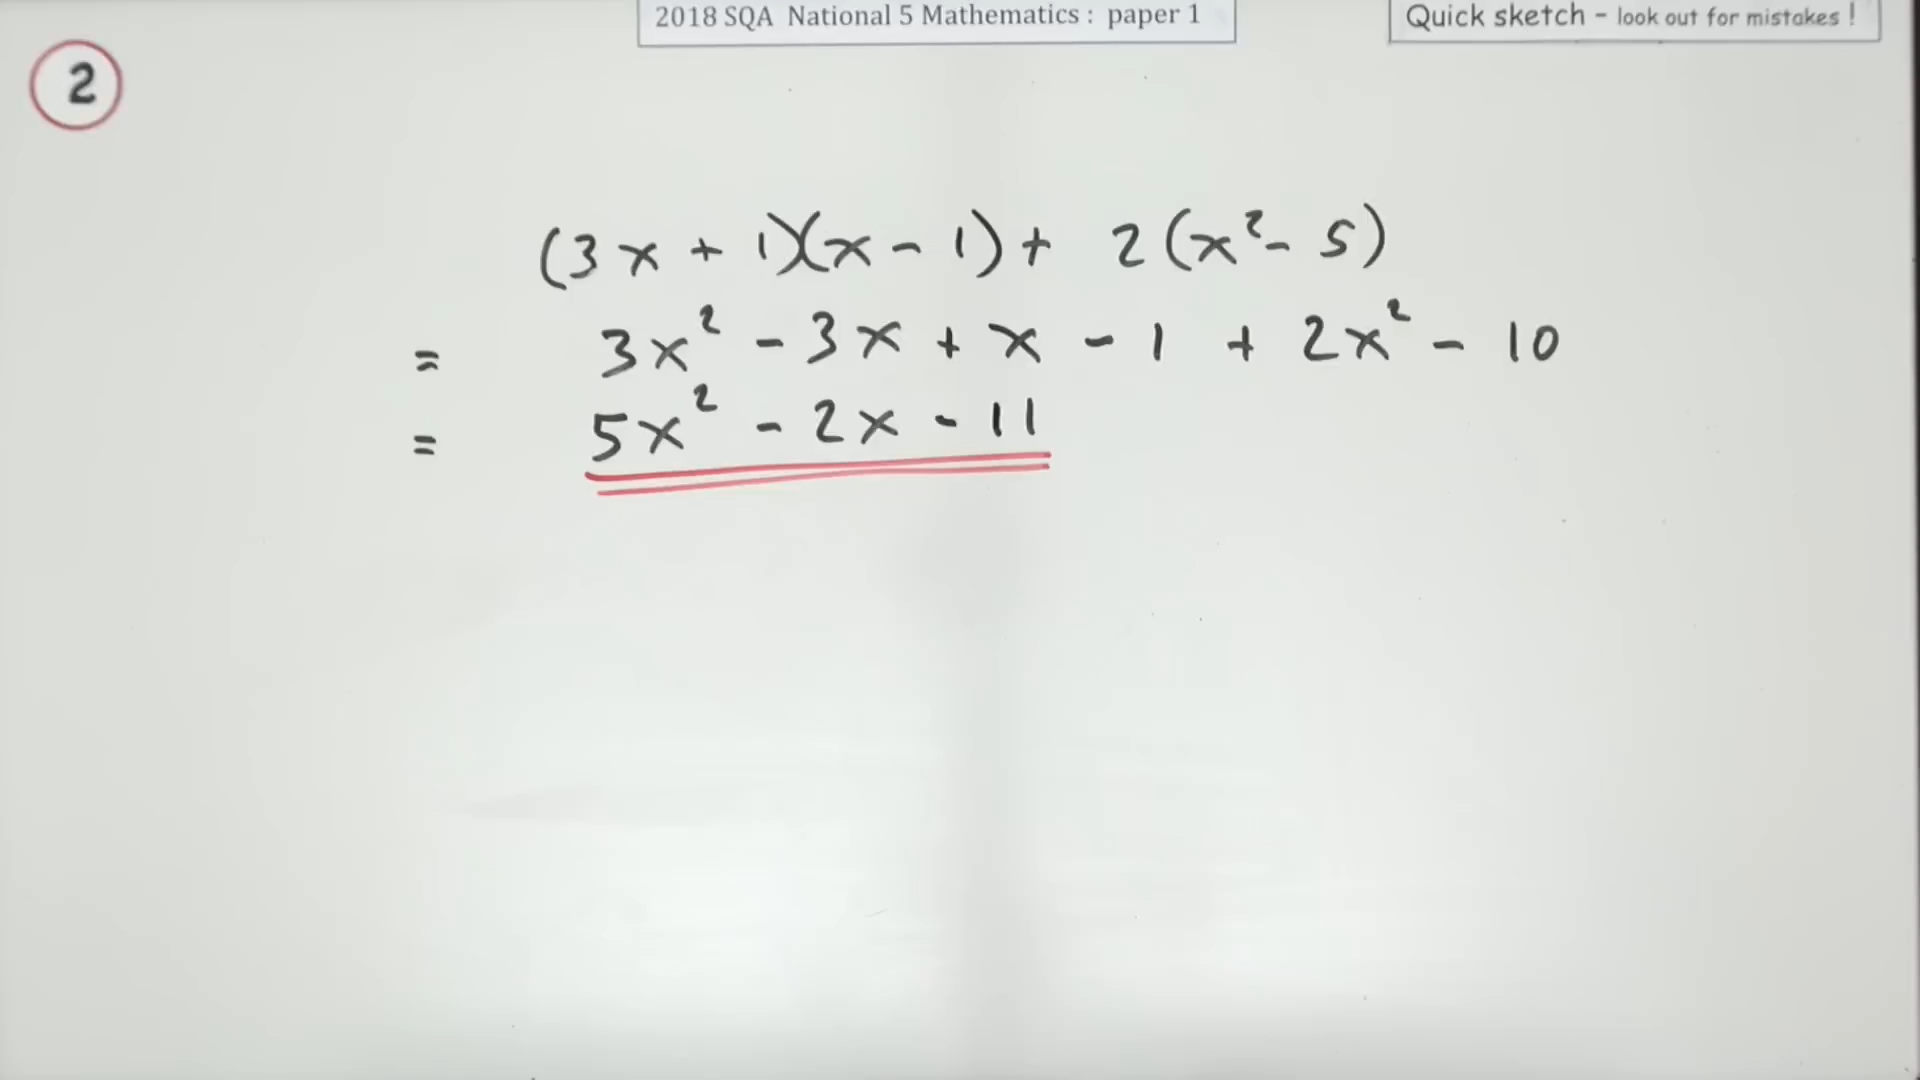 2018 SQA National 5 Mathematics : paper 1
Quick sketch - look out for mistakes !
2
(3x + 1)(x - 1) + 2(x² - 5)
= 3x² - 3x + x - 1 + 2x² - 10
= 5x² - 2x - 11